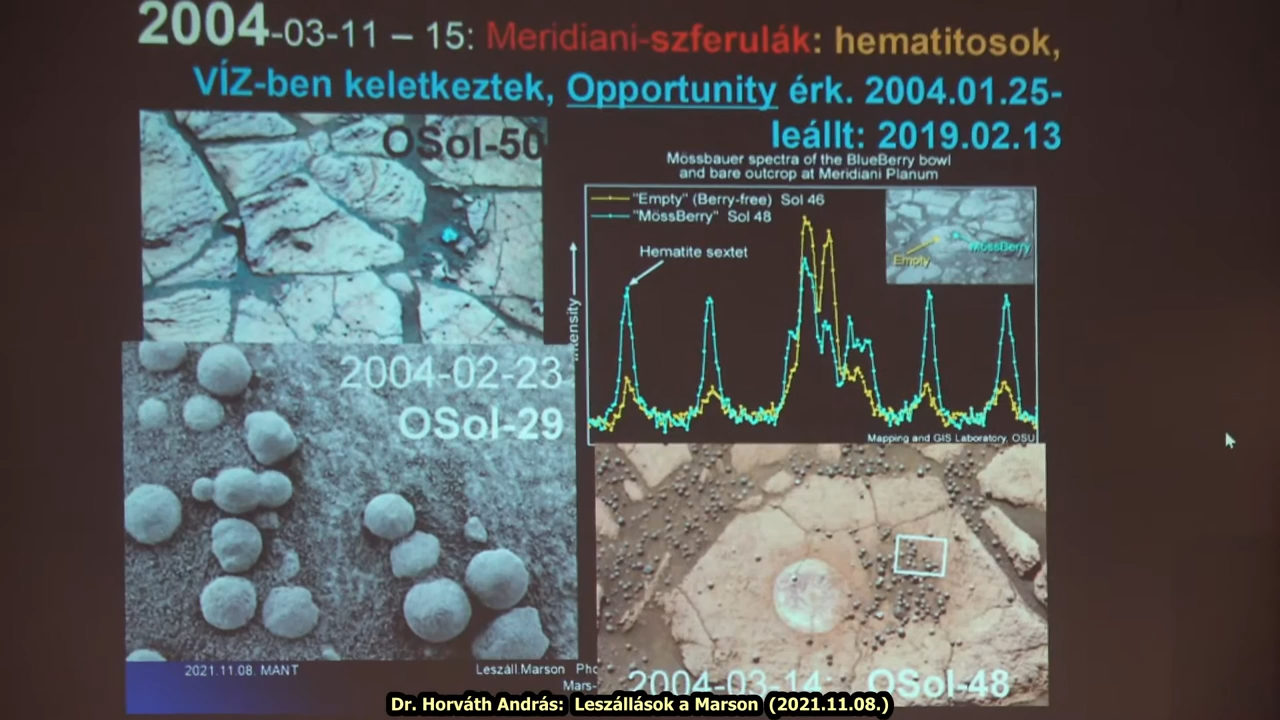 2004-03-11 – 15: Meridiani-szferulák: hematitosok,
VÍZ-ben keletkeztek, Opportunity érk. 2004.01.25-
leállt: 2019.02.13
OSol-50
Mössbauer spectra of the BlueBerry bowl
and bare outcrop at Meridiani Planum
"Empty" (Berry-free) Sol 46
"MössBerry" Sol 48
Hematite sextet
MössBerry
Empty
Intensity
2004-02-23
OSol-29
Mapping and GIS Laboratory, OSU
2021.11.08. MANT
Leszáll.Marson Pho
Mars-
2004-03-14: OSol-48
Dr. Horváth András: Leszállások a Marson (2021.11.08.)